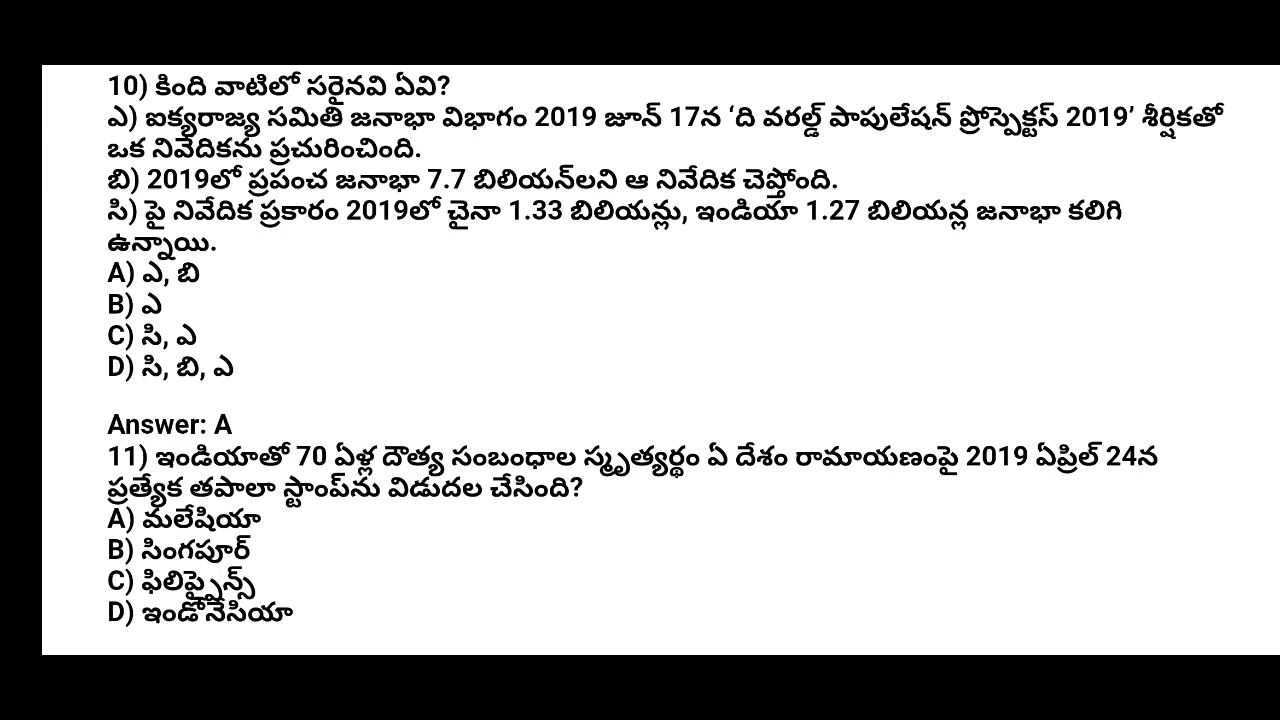 10) కింది వాటిలో సరైనవి ఏవి?
ఎ) ఐక్యరాజ్య సమితి జనాభా విభాగం 2019 జూన్ 17న ‘ది వరల్డ్ పాపులేషన్ ప్రోస్పెక్టస్ 2019’ శీర్షికతో
ఒక నివేదికను ప్రచురించింది.
బి) 2019లో ప్రపంచ జనాభా 7.7 బిలియన్‌లని ఆ నివేదిక చెప్తోంది.
సి) పై నివేదిక ప్రకారం 2019లో చైనా 1.33 బిలియన్లు, ఇండియా 1.27 బిలియన్ల జనాభా కలిగి
ఉన్నాయి.
A) ఎ, బి
B) ఎ
C) సి, ఎ
D) సి, బి, ఎ
Answer: A
11) ఇండియాతో 70 ఏళ్ల దౌత్య సంబంధాల స్మృత్యర్థం ఏ దేశం రామాయణంపై 2019 ఏప్రిల్ 24న
ప్రత్యేక తపాలా స్టాంప్‌ను విడుదల చేసింది?
A) మలేషియా
B) సింగపూర్
C) ఫిలిప్పైన్స్
D) ఇండోనేసియా